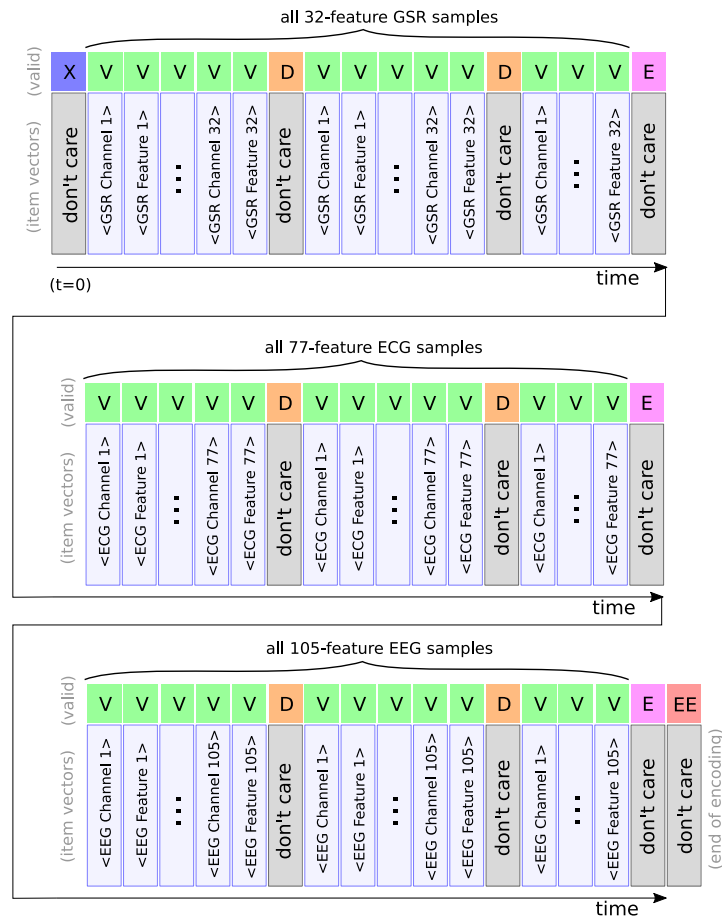 all 32-feature GSR samples
(valid)
X V V V V V D V V V V V D V V V E
(item vectors)
don't care
<GSR Channel 1>
<GSR Feature 1>
...
<GSR Channel 32>
<GSR Feature 32>
don't care
<GSR Channel 1>
<GSR Feature 1>
...
<GSR Channel 32>
<GSR Feature 32>
don't care
<GSR Channel 1>
...
<GSR Feature 32>
don't care
(t=0)
time
all 77-feature ECG samples
(valid)
V V V V V D V V V V V D V V V E
(item vectors)
<ECG Channel 1>
<ECG Feature 1>
...
<ECG Channel 77>
<ECG Feature 77>
don't care
<ECG Channel 1>
<ECG Feature 1>
...
<ECG Channel 77>
<ECG Feature 77>
don't care
<ECG Channel 1>
...
<ECG Feature 77>
don't care
time
all 105-feature EEG samples
(valid)
V V V V V D V V V V V D V V V E EE
(item vectors)
<EEG Channel 1>
<EEG Feature 1>
...
<EEG Channel 105>
<EEG Feature 105>
don't care
<EEG Channel 1>
<EEG Feature 1>
...
<EEG Channel 105>
<EEG Feature 105>
don't care
<EEG Channel 1>
...
<EEG Feature 105>
don't care
don't care
(end of encoding)
time